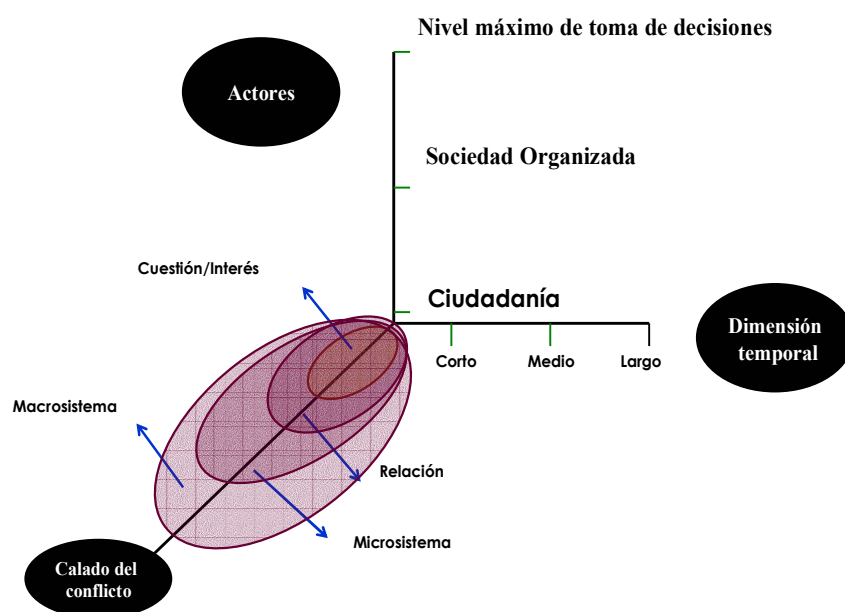 Nivel máximo de toma de decisiones
Actores
Sociedad Organizada
Cuestión/Interés
Ciudadanía
Dimensión
temporal
Corto
Medio
Largo
Macrosistema
Relación
Microsistema
Calado del
conflicto